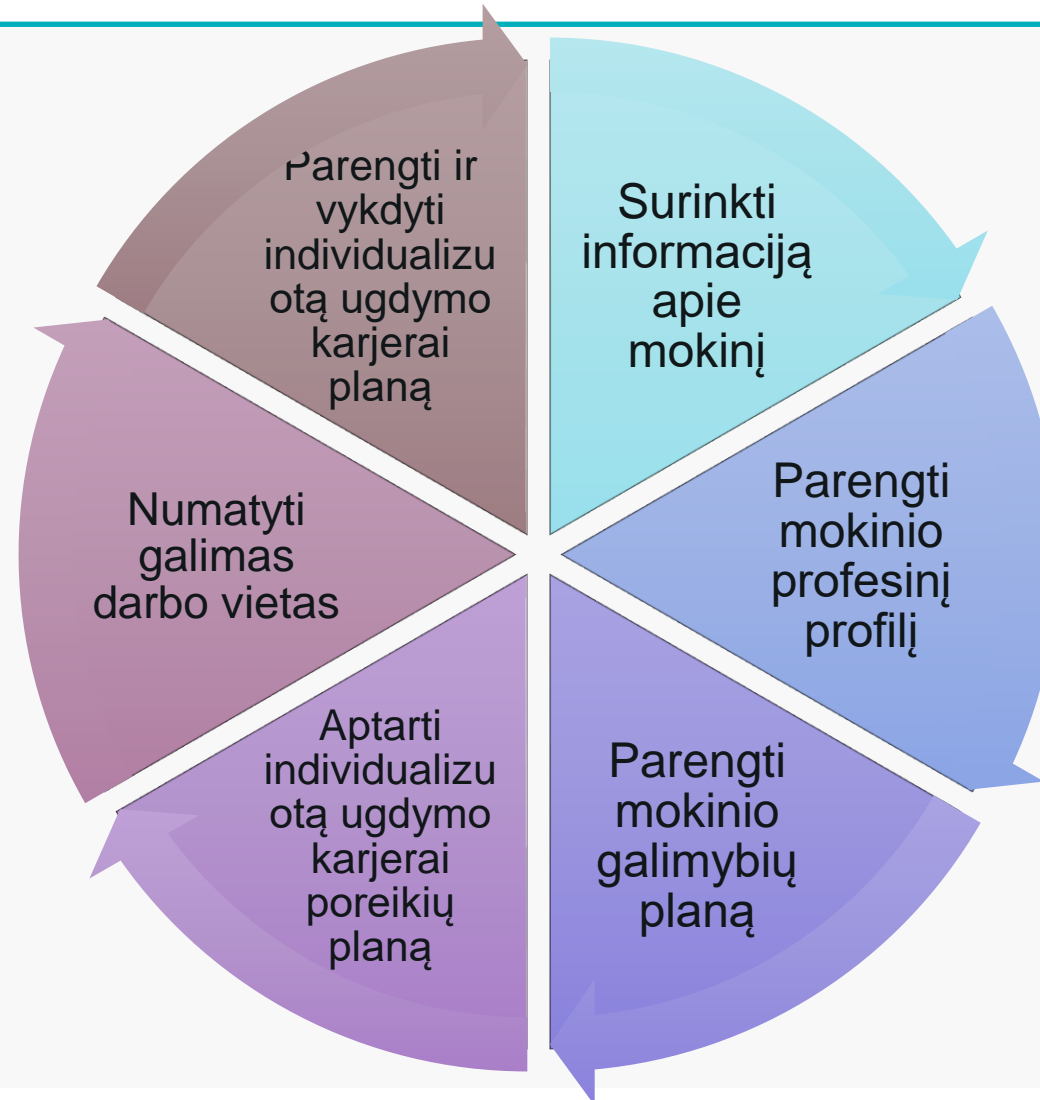 Surinkti
informaciją
apie
mokinį
Parengti
mokinio
profesinį
profilį
Parengti
mokinio
galimybių
planą
Aptarti
individualizu
otą ugdymo
karjerai
poreikių
planą
Numatyti
galimas
darbo vietas
Parengti ir
vykdyti
individualizu
otą ugdymo
karjerai
planą